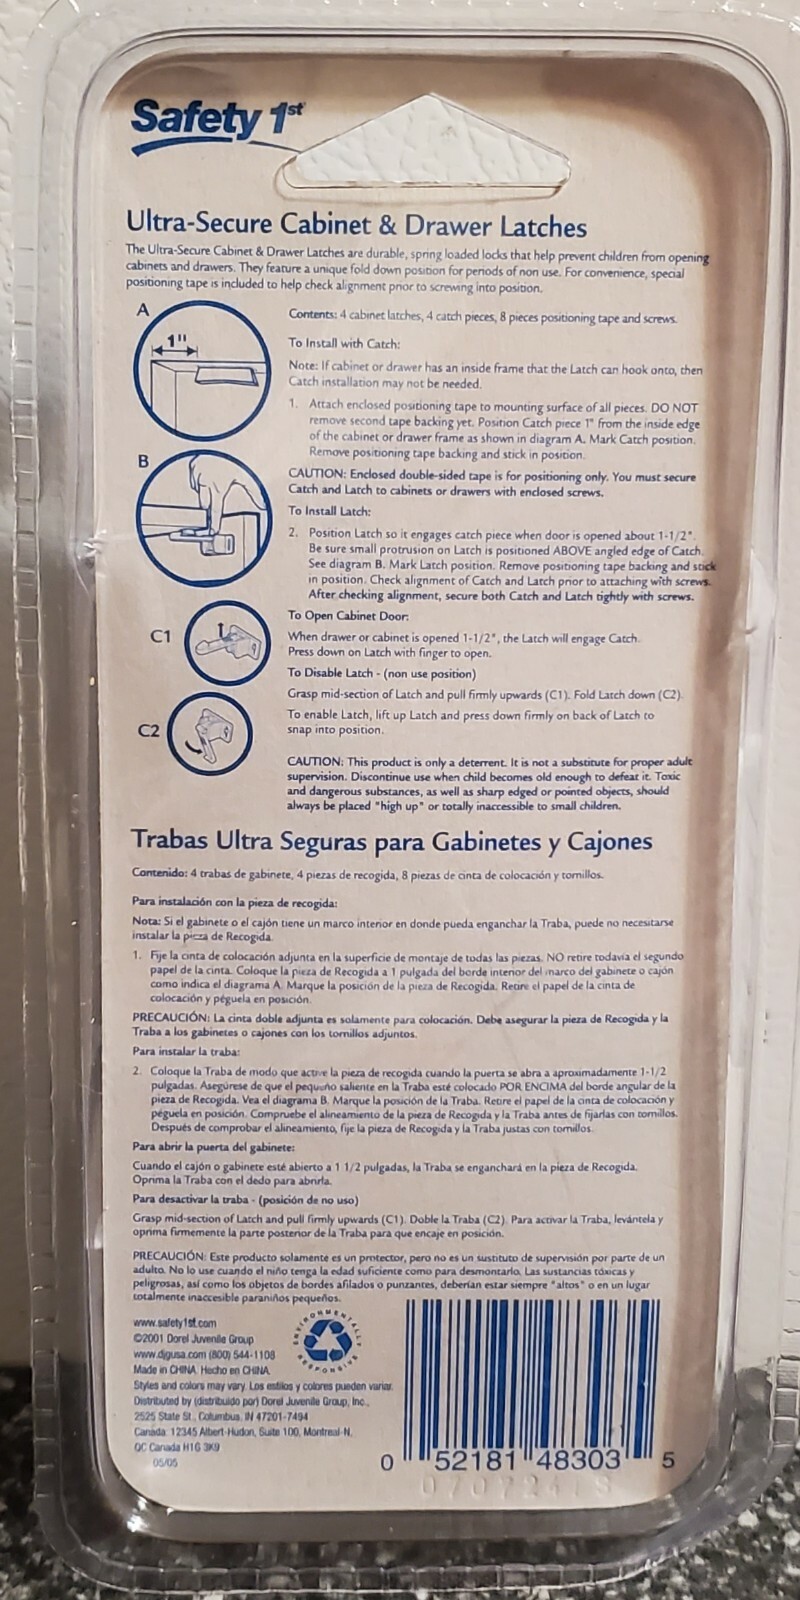 Safety 1st
Ultra-Secure Cabinet & Drawer Latches
The Ultra-Secure Cabinet & Drawer Latches are durable, spring loaded locks that help prevent children from opening
cabinets and drawers. They feature a unique fold down position for periods of non use. For convenience, special
positioning tape is included to help check alignment prior to screwing into position.
A
1"
Contents: 4 cabinet latches, 4 catch pieces, 8 pieces positioning tape and screws.
To Install with Catch:
Note: If cabinet or drawer has an inside frame that the Latch can hook onto, then
Catch installation may not be needed.
1. Attach enclosed positioning tape to mounting surface of all pieces. DO NOT
remove second tape backing yet. Position Catch piece 1" from the inside edge
of the cabinet or drawer frame as shown in diagram A. Mark Catch position.
Remove positioning tape backing and stick in position.
B
CAUTION: Enclosed double-sided tape is for positioning only. You must secure
Catch and Latch to cabinets or drawers with enclosed screws.
To Install Latch:
2. Position Latch so it engages catch piece when door is opened about 1-1/2".
Be sure small protrusion on Latch is positioned ABOVE angled edge of Catch.
See diagram B. Mark Latch position. Remove positioning tape backing and stick
in position. Check alignment of Catch and Latch prior to attaching with screws.
After checking alignment, secure both Catch and Latch tightly with screws.
To Open Cabinet Door:
C1
When drawer or cabinet is opened 1-1/2", the Latch will engage Catch.
Press down on Latch with finger to open.
To Disable Latch - (non use position)
Grasp mid-section of Latch and pull firmly upwards (C1). Fold Latch down (C2).
C2
To enable Latch, lift up Latch and press down firmly on back of Latch to
snap into position.
CAUTION: This product is only a deterrent. It is not a substitute for proper adult
supervision. Discontinue use when child becomes old enough to defeat it. Toxic
and dangerous substances, as well as sharp edged or pointed objects, should
always be placed "high up" or totally inaccessible to small children.
Trabas Ultra Seguras para Gabinetes y Cajones
Contenido: 4 trabas de gabinete, 4 piezas de recogida, 8 piezas de cinta de colocación y tornillos.
Para instalación con la pieza de recogida:
Nota: Si el gabinete o el cajón tiene un marco interior en donde pueda enganchar la Traba, puede no necesitarse
instalar la pieza de Recogida.
1. Fije la cinta de colocación adjunta en la superficie de montaje de todas las piezas. NO retire todavía el segundo
papel de la cinta. Coloque la pieza de Recogida a 1 pulgada del borde interior del marco del gabinete o cajón
como indica el diagrama A. Marque la posición de la pieza de Recogida. Retire el papel de la cinta de
colocación y péguela en posición.
PRECAUCIÓN: La cinta doble adjunta es solamente para colocación. Debe asegurar la pieza de Recogida y la
Traba a los gabinetes o cajones con los tornillos adjuntos.
Para instalar la traba:
2. Coloque la Traba de modo que active la pieza de recogida cuando la puerta se abra a aproximadamente 1-1/2
pulgadas. Asegúrese de que el pequeño saliente en la Traba esté colocado POR ENCIMA del borde angular de la
pieza de Recogida. Vea el diagrama B. Marque la posición de la Traba. Retire el papel de la cinta de colocación y
péguela en posición. Compruebe el alineamiento de la pieza de Recogida y la Traba antes de fijarlas con tornillos.
Después de comprobar el alineamiento, fije la pieza de Recogida y la Traba justas con tornillos.
Para abrir la puerta del gabinete:
Cuando el cajón o gabinete esté abierto a 1 1/2 pulgadas, la Traba se enganchará en la pieza de Recogida.
Oprima la Traba con el dedo para abrirla.
Para desactivar la traba - (posición de no uso)
Grasp mid-section of Latch and pull firmly upwards (C1). Doble la Traba (C2). Para activar la Traba, levántela y
oprima firmemente la parte posterior de la Traba para que encaje en posición.
PRECAUCIÓN: Este producto solamente es un protector, pero no es un sustituto de supervisión por parte de un
adulto. No lo use cuando el niño tenga la edad suficiente como para desmontarlo. Las sustancias tóxicas y
peligrosas, así como los objetos de bordes afilados o punzantes, deberían estar siempre "altos" o en un lugar
totalmente inaccesible paraniños pequeños.
www.safety1st.com
©2001 Dorel Juvenile Group
www.djgusa.com (800) 544-1108
Made in CHINA. Hecho en CHINA.
Styles and colors may vary. Los estilos y colores pueden variar.
Distributed by (distribuido por) Dorel Juvenile Group, Inc.,
2525 State St., Columbus, IN 47201-7494
Canada: 12345 Albert-Hudon, Suite 100, Montreal-N.
QC Canada H1G 3K9
05/05
ENVIRONMENTALLY RESPONSIBLE
0 52181 48303 5